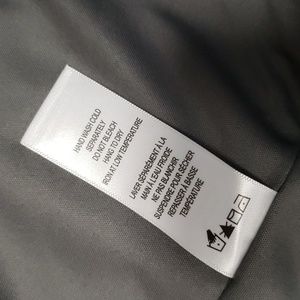 HAND WASH COLD
SEPARATELY
DO NOT BLEACH
HANG TO DRY
IRON AT LOW TEMPERATURE
LAVER SÉPARÉMENT À LA
MAIN À L'EAU FROIDE
NE PAS BLANCHIR
SUSPENDRE POUR SÉCHER
REPASSER À BASSE
TEMPÉRATURE